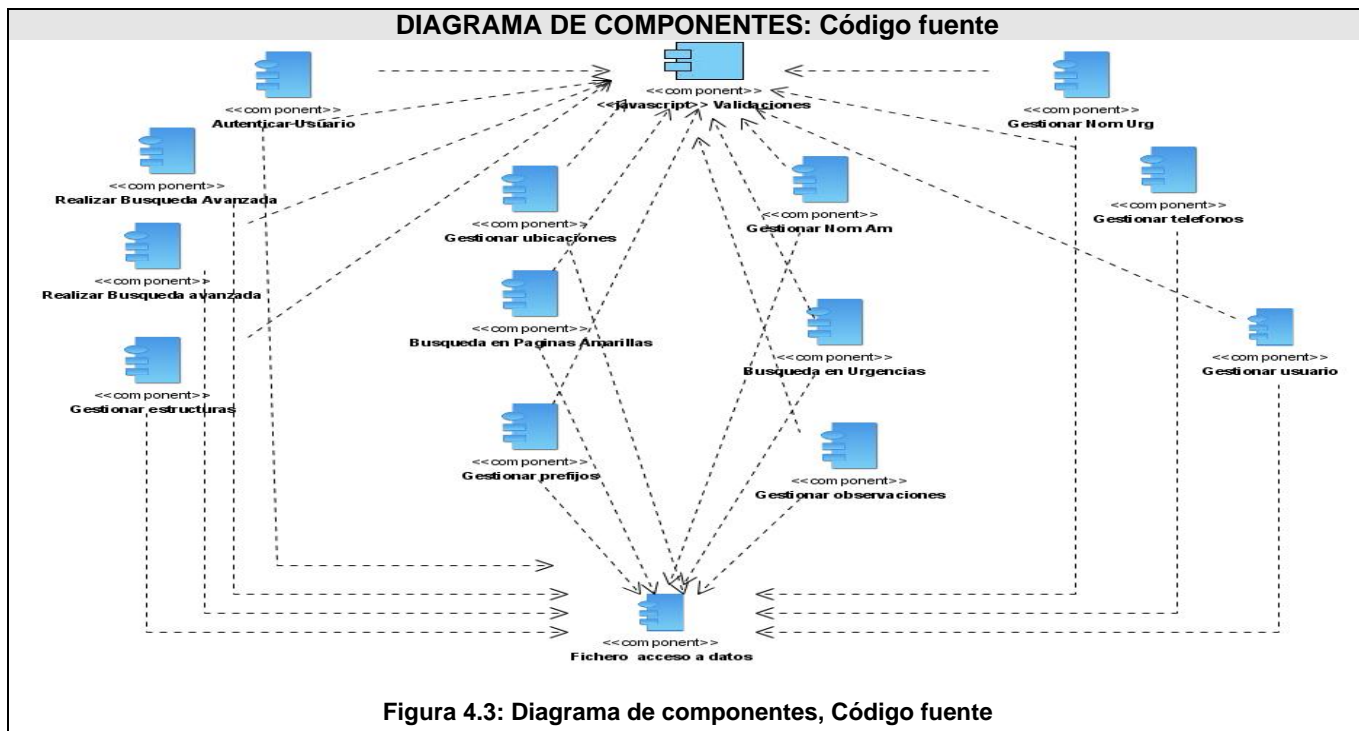 DIAGRAMA DE COMPONENTES: Código fuente
<<component>>
<<javascript>> Validaciones
<<component>>
Autenticar Usuario
<<component>>
Gestionar Nom Urg
<<component>>
Realizar Busqueda Avanzada
<<component>>
Gestionar ubicaciones
<<component>>
Gestionar Nom Am
<<component>>
Gestionar telefonos
<<component>>
Realizar Busqueda avanzada
<<component>>
Busqueda en Paginas Amarillas
<<component>>
Busqueda en Urgencias
<<component>>
Gestionar usuario
<<component>>
Gestionar estructuras
<<component>>
Gestionar prefijos
<<component>>
Gestionar observaciones
<<component>>
Fichero acceso a datos
Figura 4.3: Diagrama de componentes, Código fuente